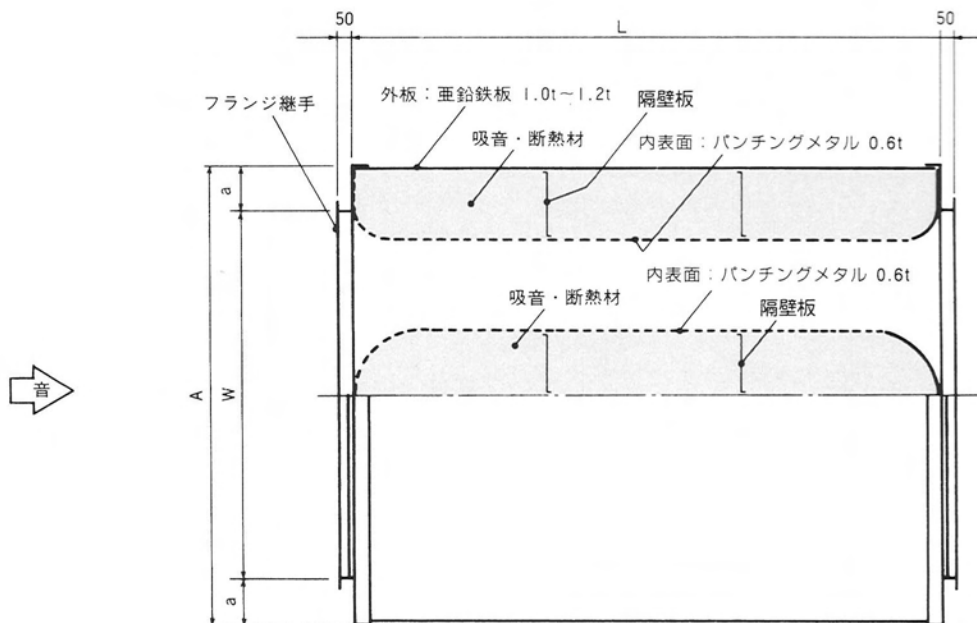 50
L
50
フランジ継手
外板：亜鉛鉄板 1.0t～1.2t
隔壁板
吸音・断熱材
内表面：パンチングメタル 0.6t
a
内表面：パンチングメタル 0.6t
吸音・断熱材
隔壁板
音
A
W
a